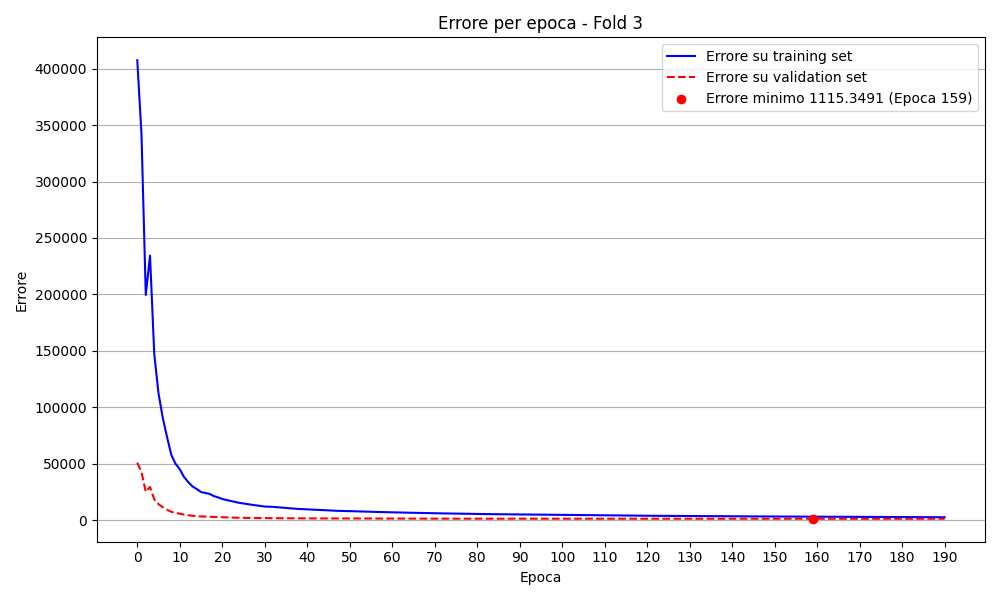 Errore per epoca - Fold 3
Errore su training set
Errore su validation set
Errore minimo 1115.3491 (Epoca 159)
Errore
400000
350000
300000
250000
200000
150000
100000
50000
0
0 10 20 30 40 50 60 70 80 90 100 110 120 130 140 150 160 170 180 190
Epoca